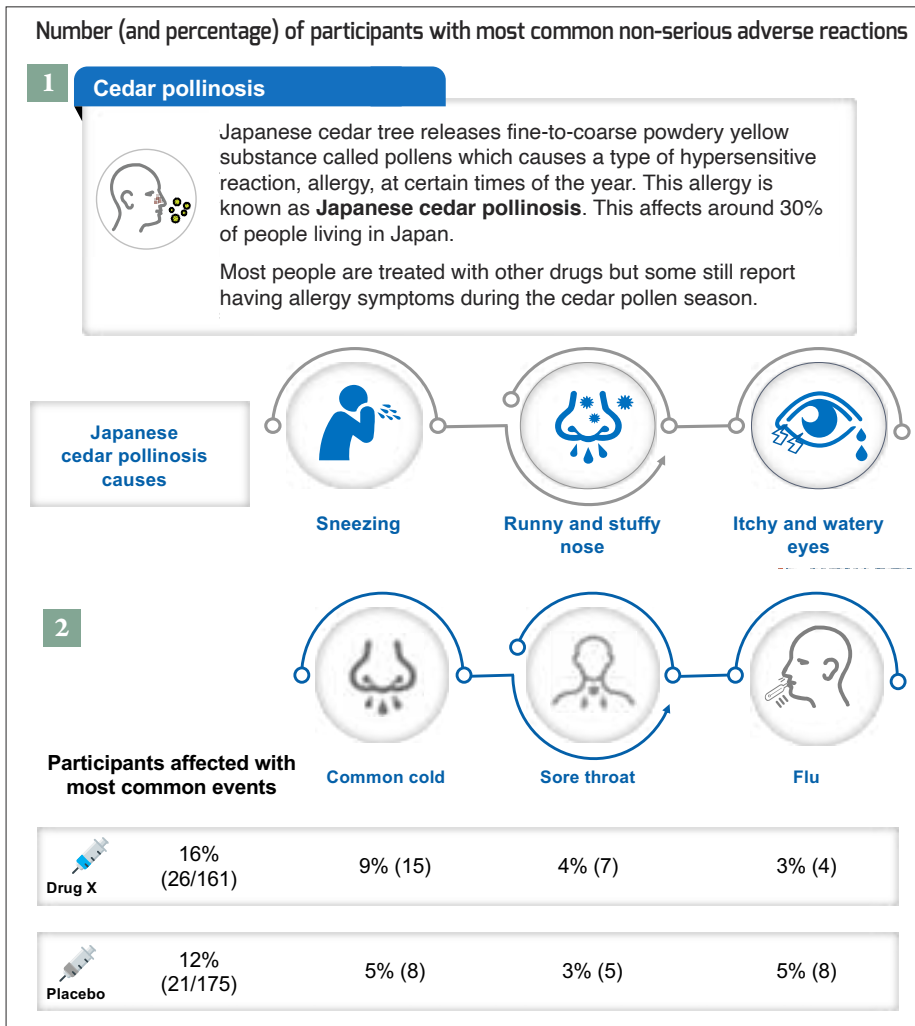 Number (and percentage) of participants with most common non-serious adverse reactions
1
Cedar pollinosis
Japanese cedar tree releases fine-to-coarse powdery yellow
substance called pollens which causes a type of hypersensitive
reaction, allergy, at certain times of the year. This allergy is
known as Japanese cedar pollinosis. This affects around 30%
of people living in Japan.
Most people are treated with other drugs but some still report
having allergy symptoms during the cedar pollen season.
Japanese
cedar pollinosis
causes
Sneezing
Runny and stuffy
nose
Itchy and watery
eyes
2
Participants affected with
most common events
Common cold
Sore throat
Flu
Drug X
16%
(26/161)
9% (15)
4% (7)
3% (4)
Placebo
12%
(21/175)
5% (8)
3% (5)
5% (8)